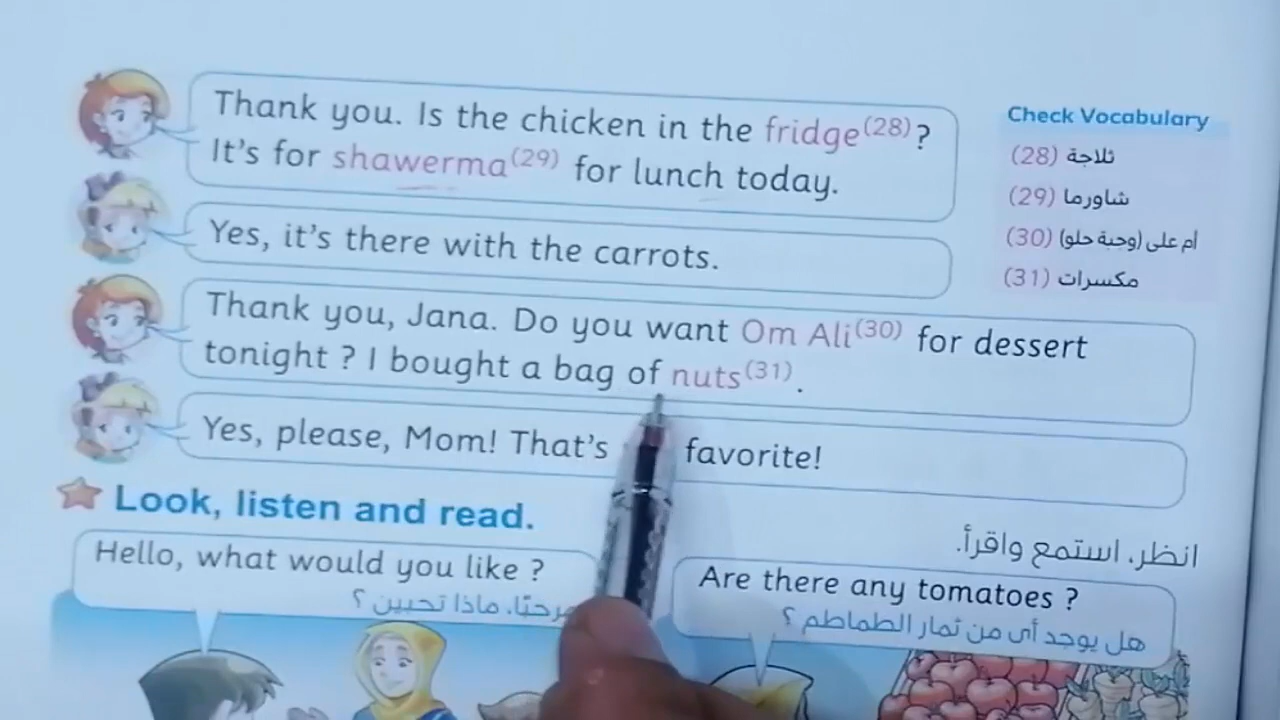 Thank you. Is the chicken in the fridge(28)?
It's for shawerma(29) for lunch today.
Yes, it's there with the carrots.
Thank you, Jana. Do you want Om Ali(30) for dessert
tonight ? I bought a bag of nuts(31).
Yes, please, Mom! That's favorite!
Check Vocabulary
(28) ثلاجة
(29) شاورما
(30) أم على (وجبة حلو)
(31) مكسرات
Look, listen and read.
انظر، استمع واقرأ.
Hello, what would you like ?
مرحبًا، ماذا تحبين ؟
Are there any tomatoes ?
هل يوجد أى من ثمار الطماطم ؟